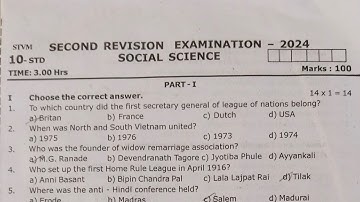 STVM SECOND REVISION EXAMINATION – 2024
10- STD SOCIAL SCIENCE
TIME: 3.00 Hrs Marks : 100
PART - I
I Choose the correct answer. 14 x 1 = 14
1. To which country did the first secretary general of league of nations belong?
a) Britan b) France c) Dutch d) USA
2. When was North and South Vietnam united?
a) 1975 b) 1976 c) 1973 d) 1974
3. Who was the founder of widow remarriage association?
a) M.G. Ranade b) Devendranath Tagore c) Jyotiba Phule d) Ayyankali
4. Who set up the first Home Rule League in April 1916?
a) Anni Basant b) Bipin Chandra Pal c) Lala Lajpat Rai d) Tilak
5. Where was the anti - Hindi conference held?
a) Erode b) Madras c) Salem d) Madurai